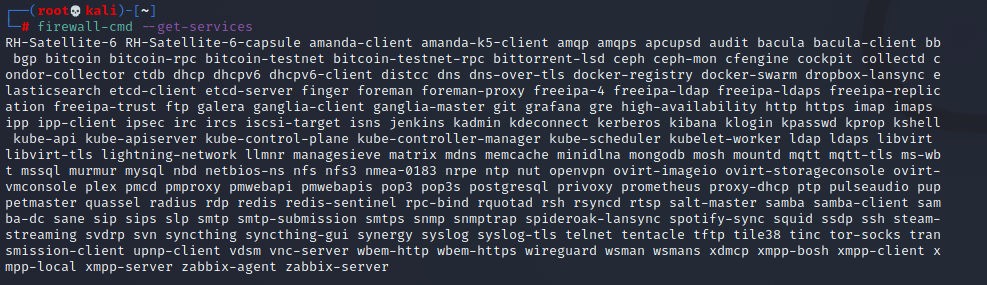 ┌──(root💀kali)-[~]
└─# firewall-cmd --get-services
RH-Satellite-6 RH-Satellite-6-capsule amanda-client amanda-k5-client amqp amqps apcupsd audit bacula bacula-client bb
 bgp bitcoin bitcoin-rpc bitcoin-testnet bitcoin-testnet-rpc bittorrent-lsd ceph ceph-mon cfengine cockpit collectd c
ondor-collector ctdb dhcp dhcpv6 dhcpv6-client distcc dns dns-over-tls docker-registry docker-swarm dropbox-lansync e
lasticsearch etcd-client etcd-server finger foreman foreman-proxy freeipa-4 freeipa-ldap freeipa-ldaps freeipa-replic
ation freeipa-trust ftp galera ganglia-client ganglia-master git grafana gre high-availability http https imap imaps
ipp ipp-client ipsec irc ircs iscsi-target isns jenkins kadmin kdeconnect kerberos kibana klogin kpasswd kprop kshell
 kube-api kube-apiserver kube-control-plane kube-controller-manager kube-scheduler kubelet-worker ldap ldaps libvirt
libvirt-tls lightning-network llmnr managesieve matrix mdns memcache minidlna mongodb mosh mountd mqtt mqtt-tls ms-wb
t mssql murmur mysql nbd netbios-ns nfs nfs3 nmea-0183 nrpe ntp nut openvpn ovirt-imageio ovirt-storageconsole ovirt-
vmconsole plex pmcd pmproxy pmwebapi pmwebapis pop3 pop3s postgresql privoxy prometheus proxy-dhcp ptp pulseaudio pup
petmaster quassel radius rdp redis redis-sentinel rpc-bind rquotad rsh rsyncd rtsp salt-master samba samba-client sam
ba-dc sane sip sips slp smtp smtp-submission smtps snmp snmptrap spideroak-lansync spotify-sync squid ssdp ssh steam-
streaming svdrp svn syncthing syncthing-gui synergy syslog syslog-tls telnet tentacle tftp tile38 tinc tor-socks tran
smission-client upnp-client vdsm vnc-server wbem-http wbem-https wireguard wsman wsmans xdmcp xmpp-bosh xmpp-client x
mpp-local xmpp-server zabbix-agent zabbix-server